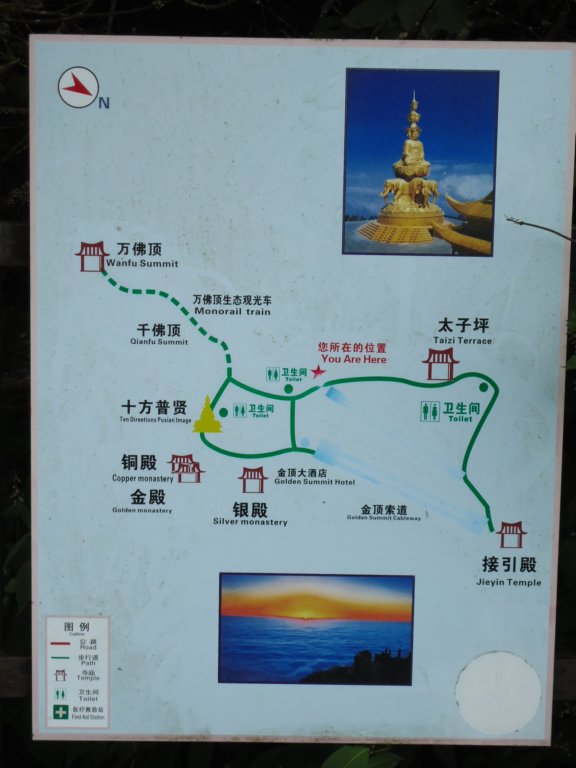 N
万佛顶
Wanfu Summit
万佛顶生态观光车
Monorail train
千佛顶
Qianfu Summit
您所在的位置
You Are Here
太子坪
Taizi Terrace
卫生间
Toilet
卫生间
Toilet
卫生间
Toilet
十方普贤
Ten Directions Puxian Image
铜殿
Copper monastery
金殿
Golden monastery
金顶大酒店
Golden Summit Hotel
银殿
Silver monastery
金顶索道
Golden Summit Cableway
接引殿
Jieyin Temple
图例
公路
Road
步行道
Path
寺庙
Temple
卫生间
Toilet
医疗救助站
First Aid Station